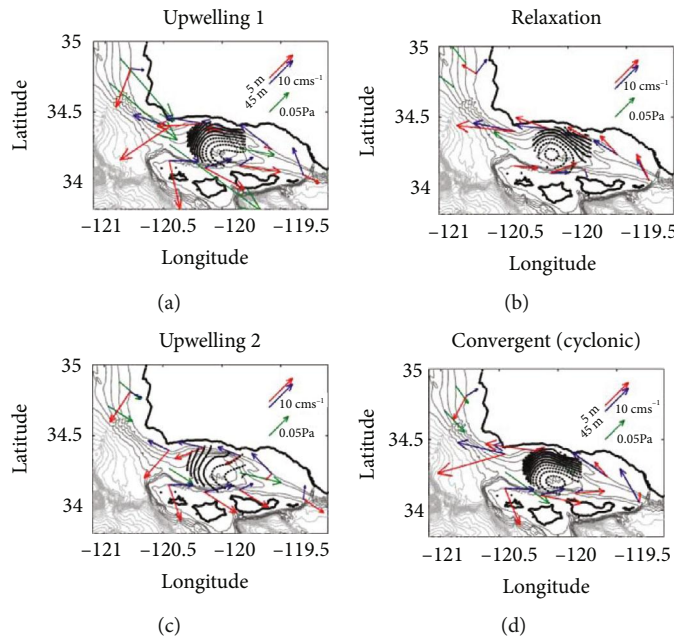 Upwelling 1
35
34.5
34
Latitude
5 m
45 m
10 cms⁻¹
0.05Pa
−121 −120.5 −120 −119.5
Longitude
(a)
Relaxation
35
34.5
34
Latitude
10 cms⁻¹
0.05Pa
−121 −120.5 −120 −119.5
Longitude
(b)
Upwelling 2
35
34.5
34
Latitude
10 cms⁻¹
0.05Pa
−121 −120.5 −120 −119.5
Longitude
(c)
Convergent (cyclonic)
35
34.5
34
Latitude
5 m
45 m
10 cms⁻¹
0.05Pa
−121 −120.5 −120 −119.5
Longitude
(d)